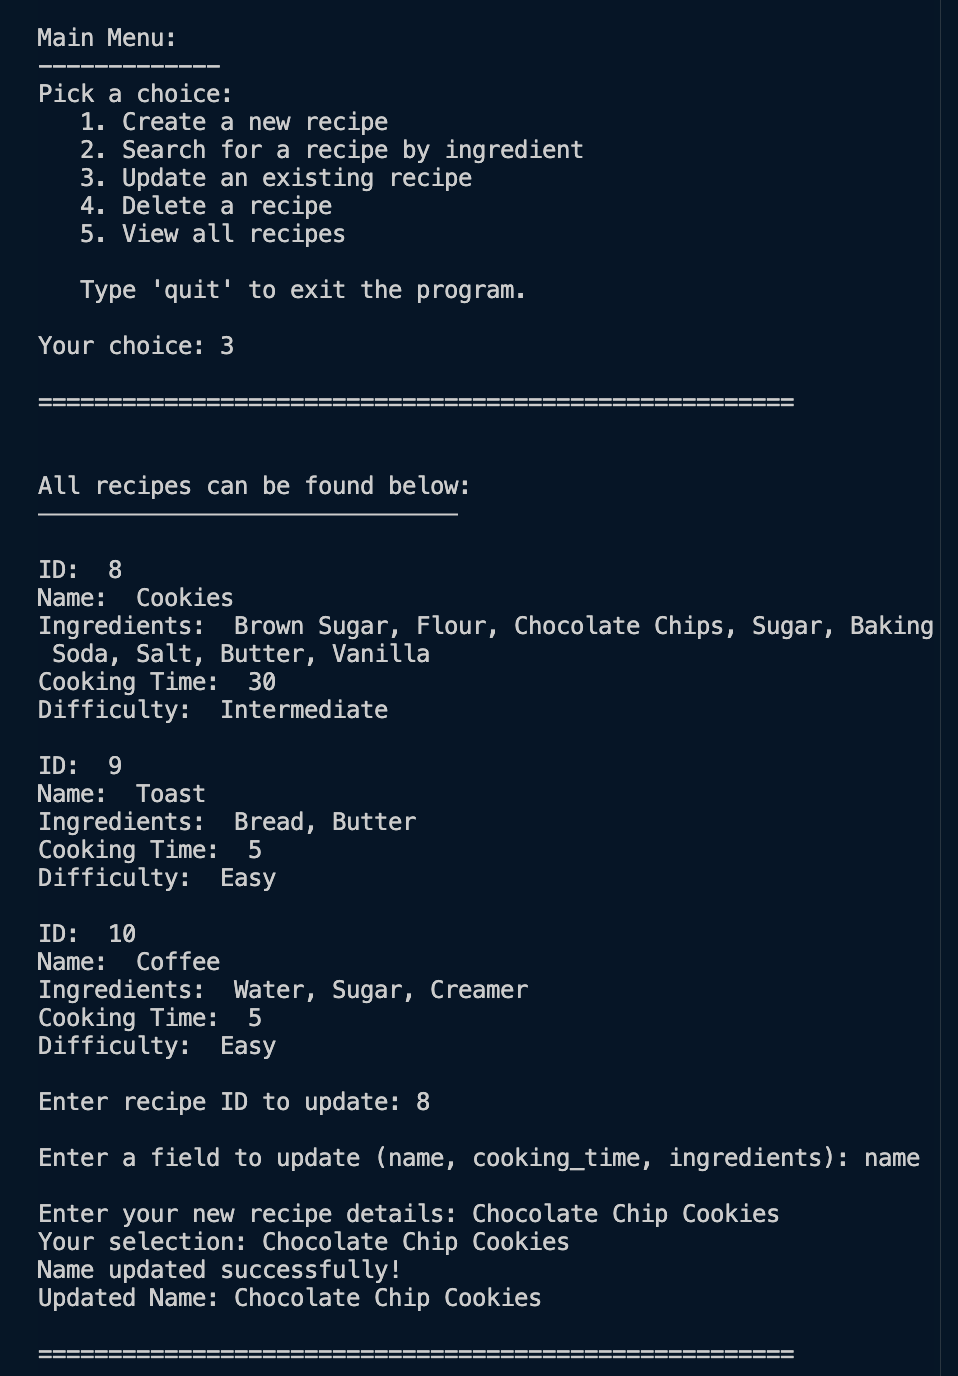 Main Menu:
-------------
Pick a choice:
   1. Create a new recipe
   2. Search for a recipe by ingredient
   3. Update an existing recipe
   4. Delete a recipe
   5. View all recipes

   Type 'quit' to exit the program.

Your choice: 3

======================================================

All recipes can be found below:
______________________________

ID:  8
Name:  Cookies
Ingredients:  Brown Sugar, Flour, Chocolate Chips, Sugar, Baking
 Soda, Salt, Butter, Vanilla
Cooking Time:  30
Difficulty:  Intermediate

ID:  9
Name:  Toast
Ingredients:  Bread, Butter
Cooking Time:  5
Difficulty:  Easy

ID:  10
Name:  Coffee
Ingredients:  Water, Sugar, Creamer
Cooking Time:  5
Difficulty:  Easy

Enter recipe ID to update: 8

Enter a field to update (name, cooking_time, ingredients): name

Enter your new recipe details: Chocolate Chip Cookies
Your selection: Chocolate Chip Cookies
Name updated successfully!
Updated Name: Chocolate Chip Cookies

======================================================